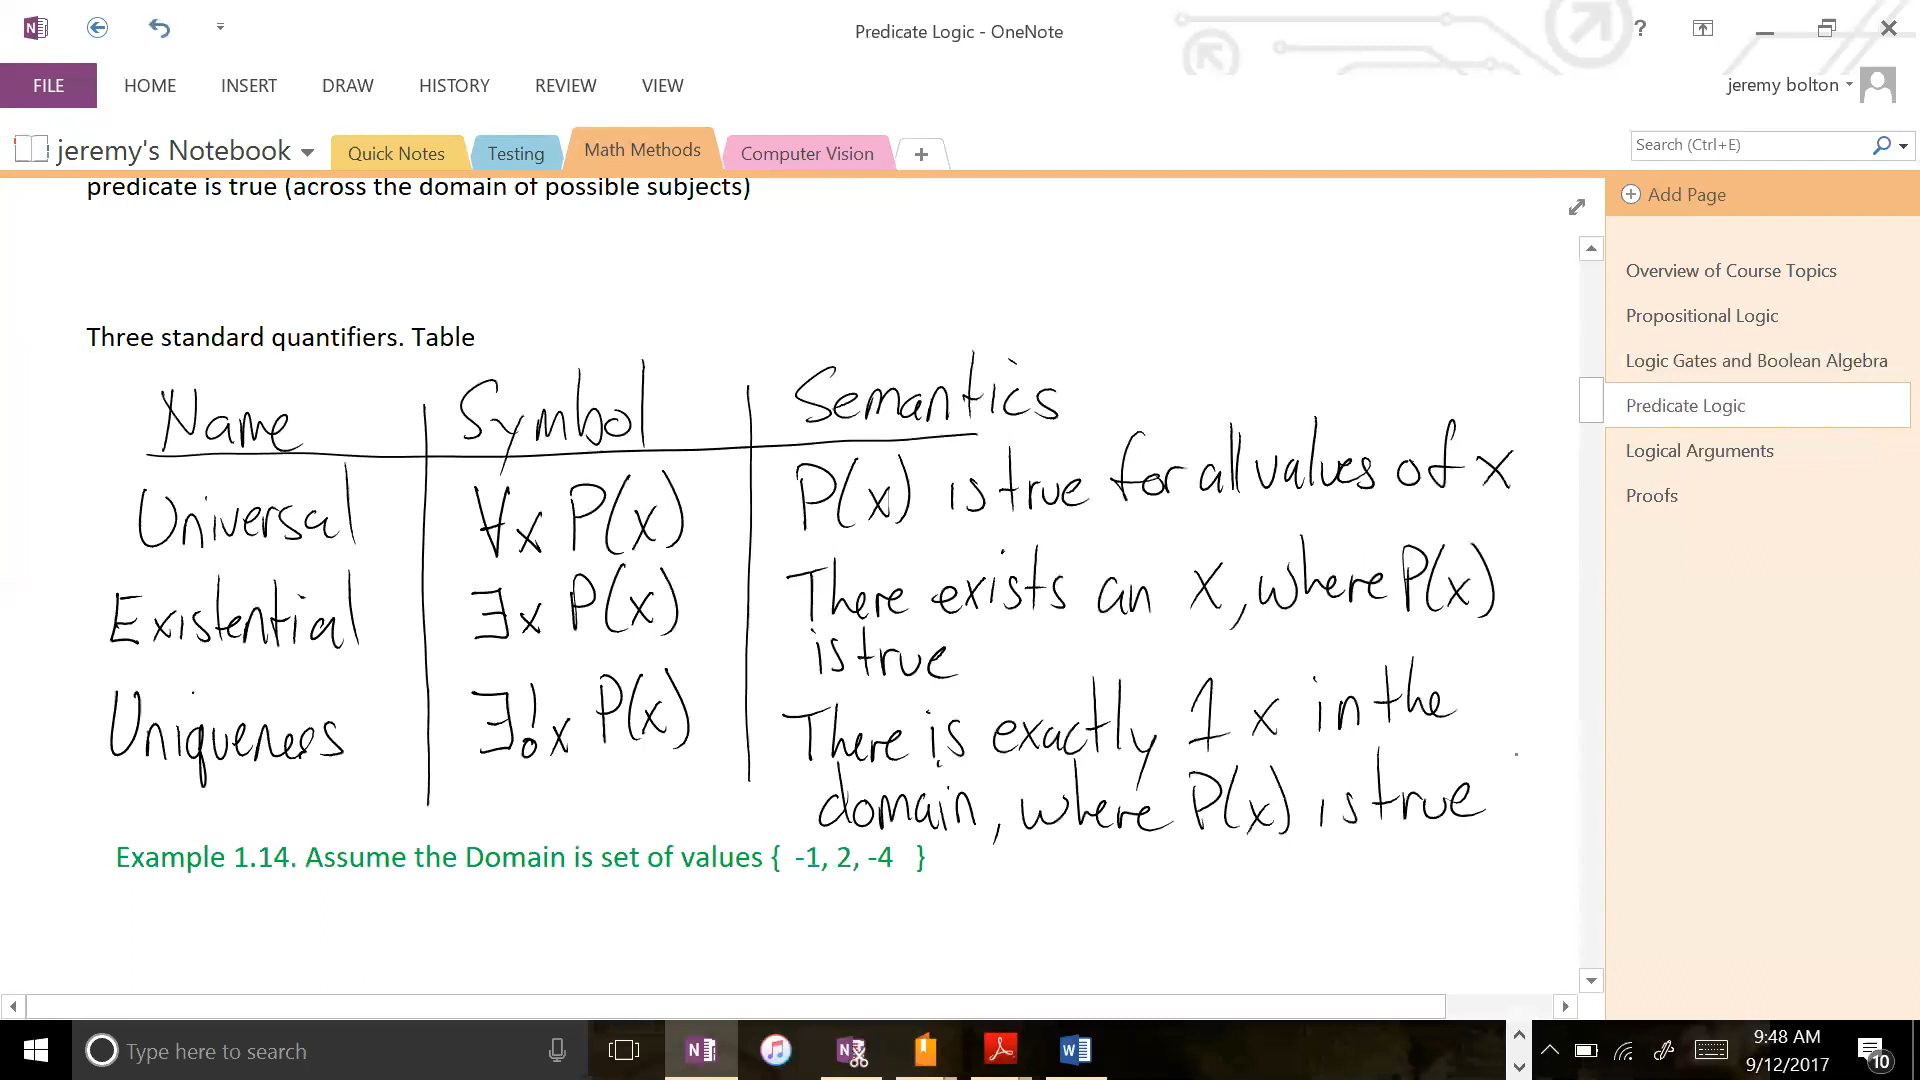 Predicate Logic - OneNote
?
FILE HOME INSERT DRAW HISTORY REVIEW VIEW
jeremy bolton
jeremy's Notebook Quick Notes Testing Math Methods Computer Vision +
Search (Ctrl+E)
predicate is true (across the domain of possible subjects)
Three standard quantifiers. Table
Name Symbol Semantics
Universal ∀x P(x) P(x) is true for all values of x
Existential ∃x P(x) There exists an x, where P(x)
is true
Uniqueness ∃!x P(x) There is exactly 1 x in the
domain, where P(x) is true
Example 1.14. Assume the Domain is set of values { -1, 2, -4 }
Add Page
Overview of Course Topics
Propositional Logic
Logic Gates and Boolean Algebra
Predicate Logic
Logical Arguments
Proofs
Type here to search
9:48 AM
9/12/2017
10